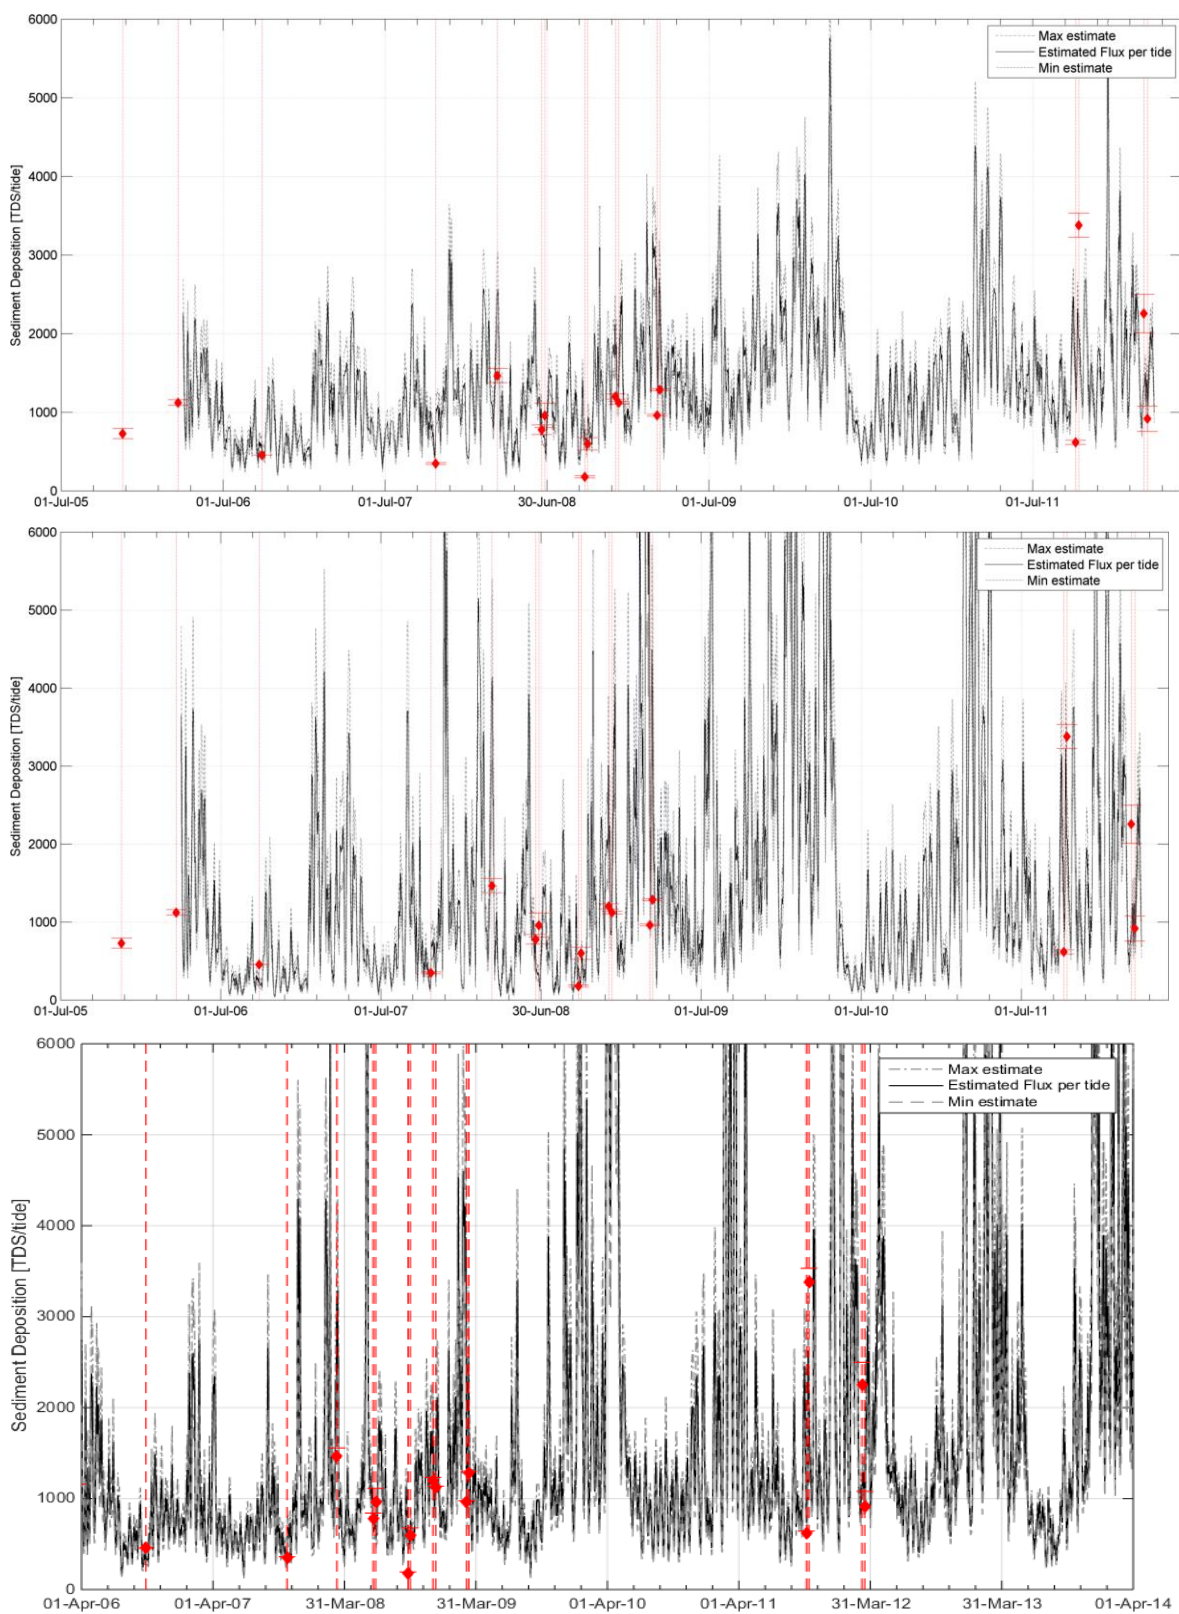 6000
5000
4000
3000
2000
1000
0
Sediment Deposition [TDS/tide]
Max estimate
Estimated Flux per tide
Min estimate
01-Jul-05 01-Jul-06 01-Jul-07 30-Jun-08 01-Jul-09 01-Jul-10 01-Jul-11
6000
5000
4000
3000
2000
1000
0
Sediment Deposition [TDS/tide]
Max estimate
Estimated Flux per tide
Min estimate
01-Jul-05 01-Jul-06 01-Jul-07 30-Jun-08 01-Jul-09 01-Jul-10 01-Jul-11
6000
5000
4000
3000
2000
1000
0
Sediment Deposition [TDS/tide]
Max estimate
Estimated Flux per tide
Min estimate
01-Apr-06 01-Apr-07 31-Mar-08 31-Mar-09 01-Apr-10 01-Apr-11 31-Mar-12 31-Mar-13 01-Apr-14